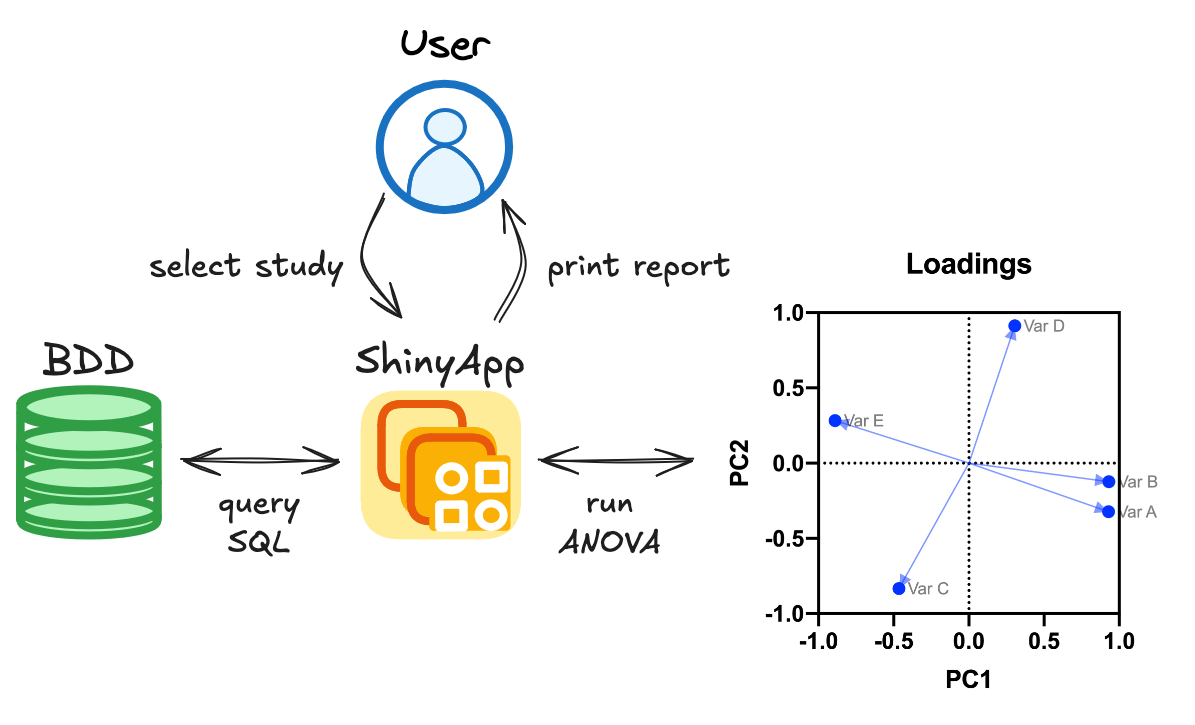 User
select study
print report
BDD
ShinyApp
query
SQL
run
ANOVA
Loadings
1.0
0.5
0.0
-0.5
-1.0
PC2
Var D
Var E
Var B
Var A
Var C
-1.0 -0.5 0.0 0.5 1.0
PC1